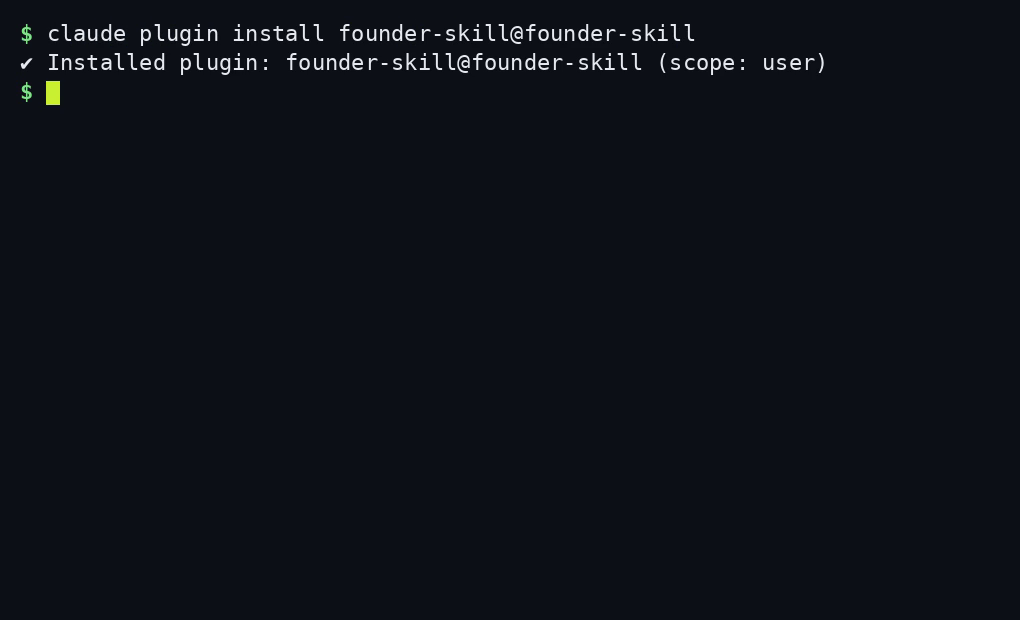 $ claude plugin install founder-skill@founder-skill
✔ Installed plugin: founder-skill@founder-skill (scope: user)
$